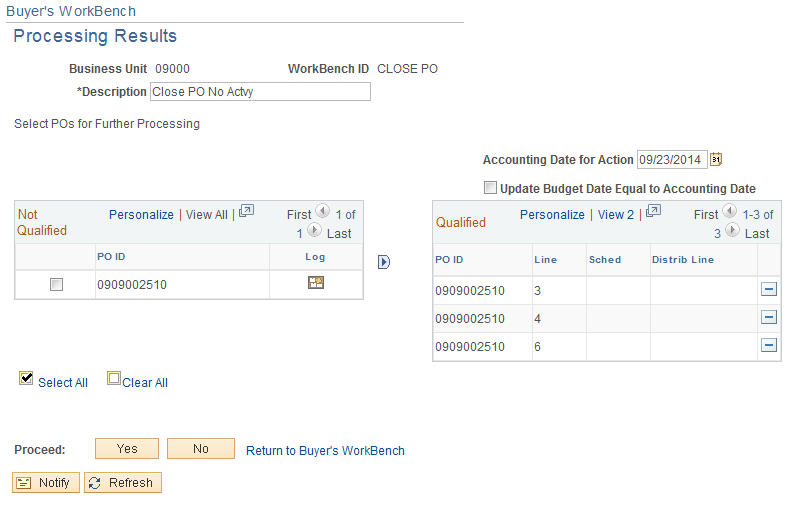 Buyer's WorkBench
Processing Results
Business Unit 09000 WorkBench ID CLOSE PO
*Description Close PO No Actvy
Select POs for Further Processing
Accounting Date for Action 09/23/2014 31
Update Budget Date Equal to Accounting Date
Not Qualified Personalize | View All | First 1 of 1 Last
PO ID Log
0909002510
Qualified Personalize | View 2 | First 1-3 of 3 Last
PO ID Line Sched Distrib Line
0909002510 3
0909002510 4
0909002510 6
Select All Clear All
Proceed: Yes No Return to Buyer's WorkBench
Notify Refresh